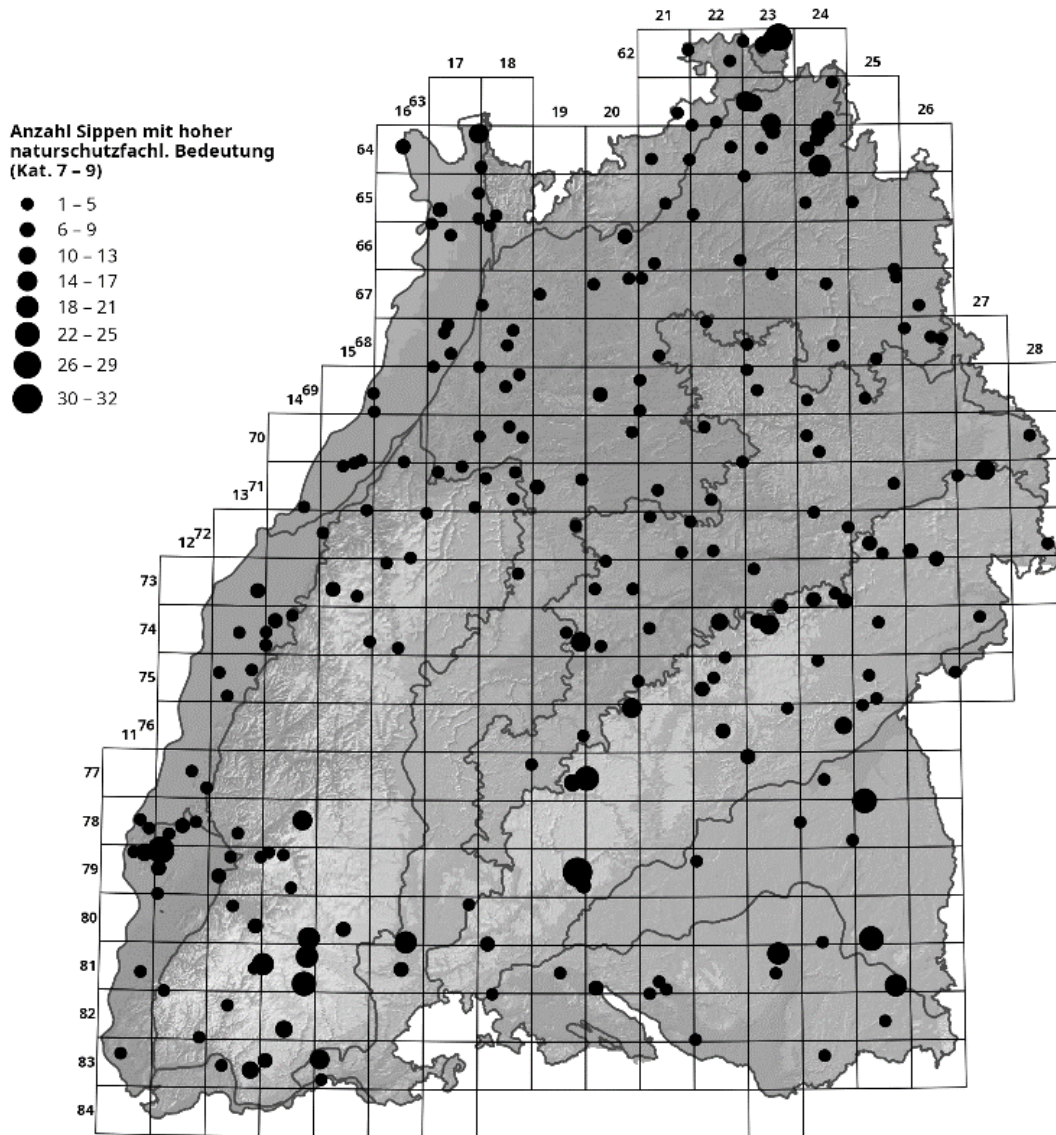 21 22 23 24
62
17 18
25
16 63
19 20
26
Anzahl Sippen mit hoher
naturschutzfachl. Bedeutung
(Kat. 7 – 9)
64
1 – 5
65
6 – 9
66
10 – 13
14 – 17
67
18 – 21
27
22 – 25
15 68
28
26 – 29
30 – 32
14 69
70
13 71
12 72
73
74
75
11 76
77
78
79
80
81
82
83
84